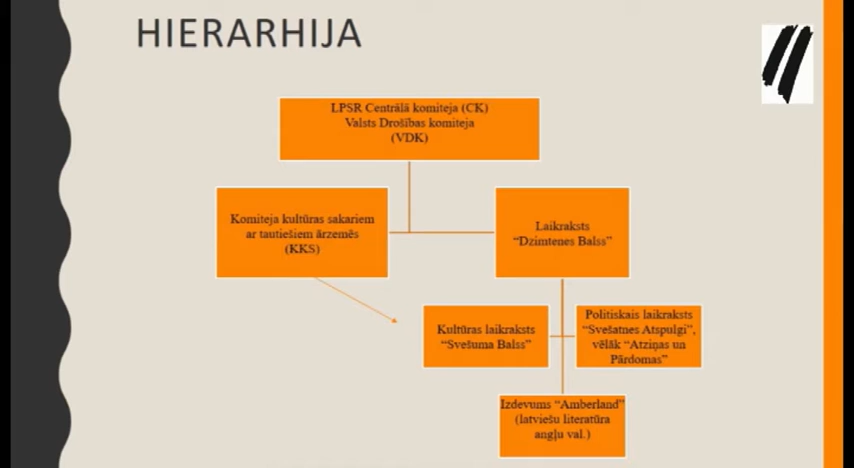 HIERARHIJA
LPSR Centrālā komiteja (CK)
Valsts Drošības komiteja
(VDK)
Komiteja kultūras sakariem
ar tautiešiem ārzemēs
(KKS)
Laikraksts
“Dzimtenes Balss”
Kultūras laikraksts
“Svešuma Balss”
Politiskais laikraksts
“Svešatnes Atspulgi”,
vēlāk “Atziņas un
Pārdomas”
Izdevums “Amberland”
(latviešu literatūra
angļu val.)